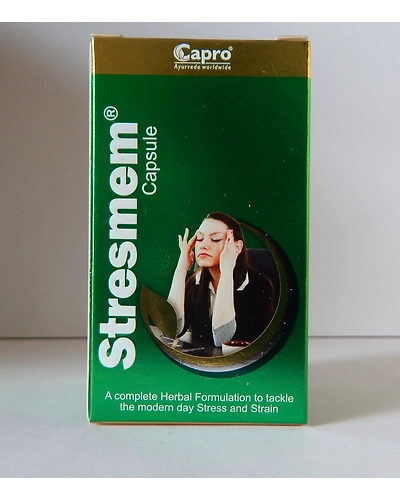 Capro®
Ayurveda worldwide
Stresmem®
Capsule
A complete Herbal Formulation to tackle
the modern day Stress and Strain